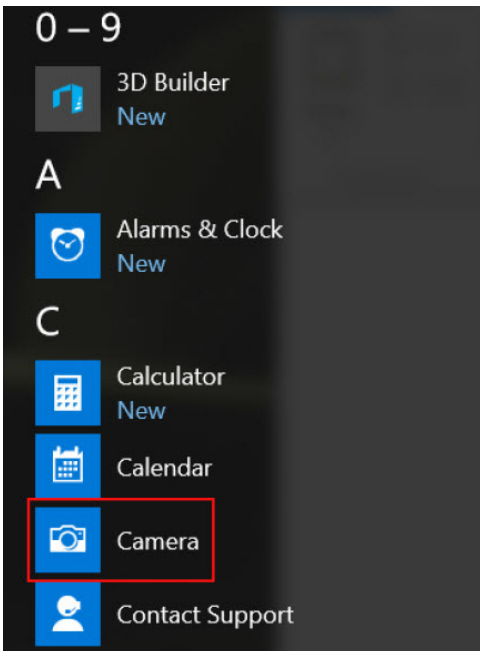 0 – 9
3D Builder
New
A
Alarms & Clock
New
C
Calculator
New
Calendar
Camera
Contact Support